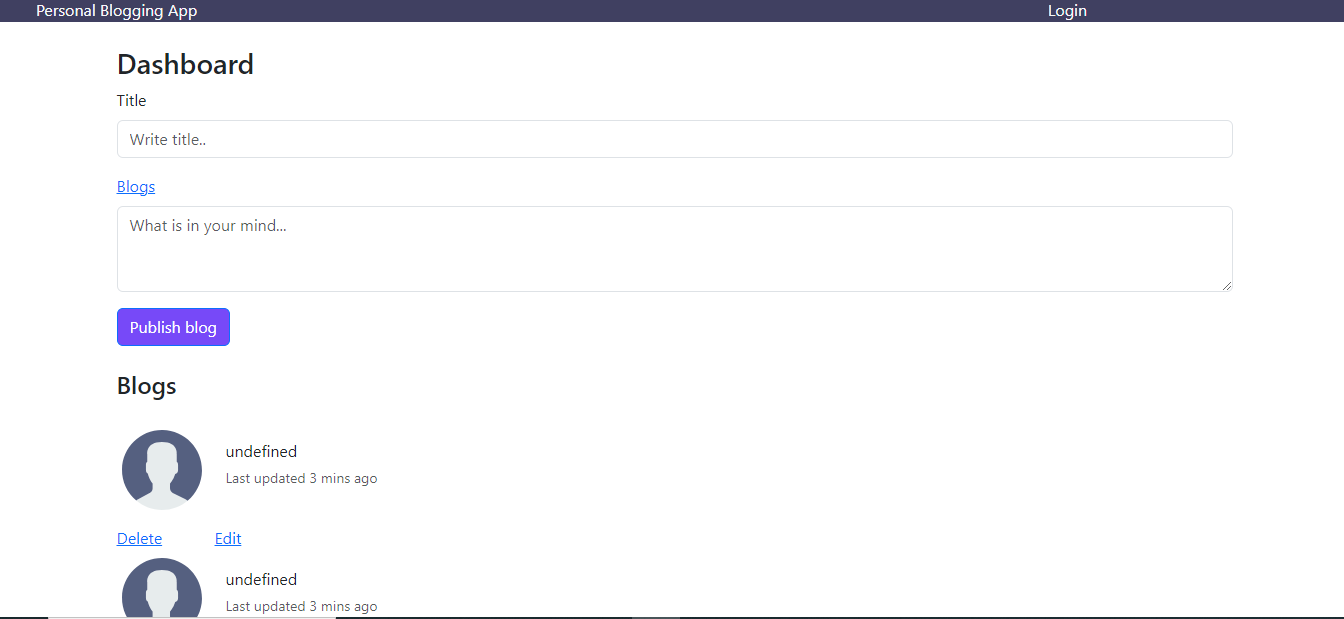 Personal Blogging App Login
Dashboard
Title
Write title..
Blogs
What is in your mind...
Publish blog
Blogs
undefined
Last updated 3 mins ago
Delete Edit
undefined
Last updated 3 mins ago